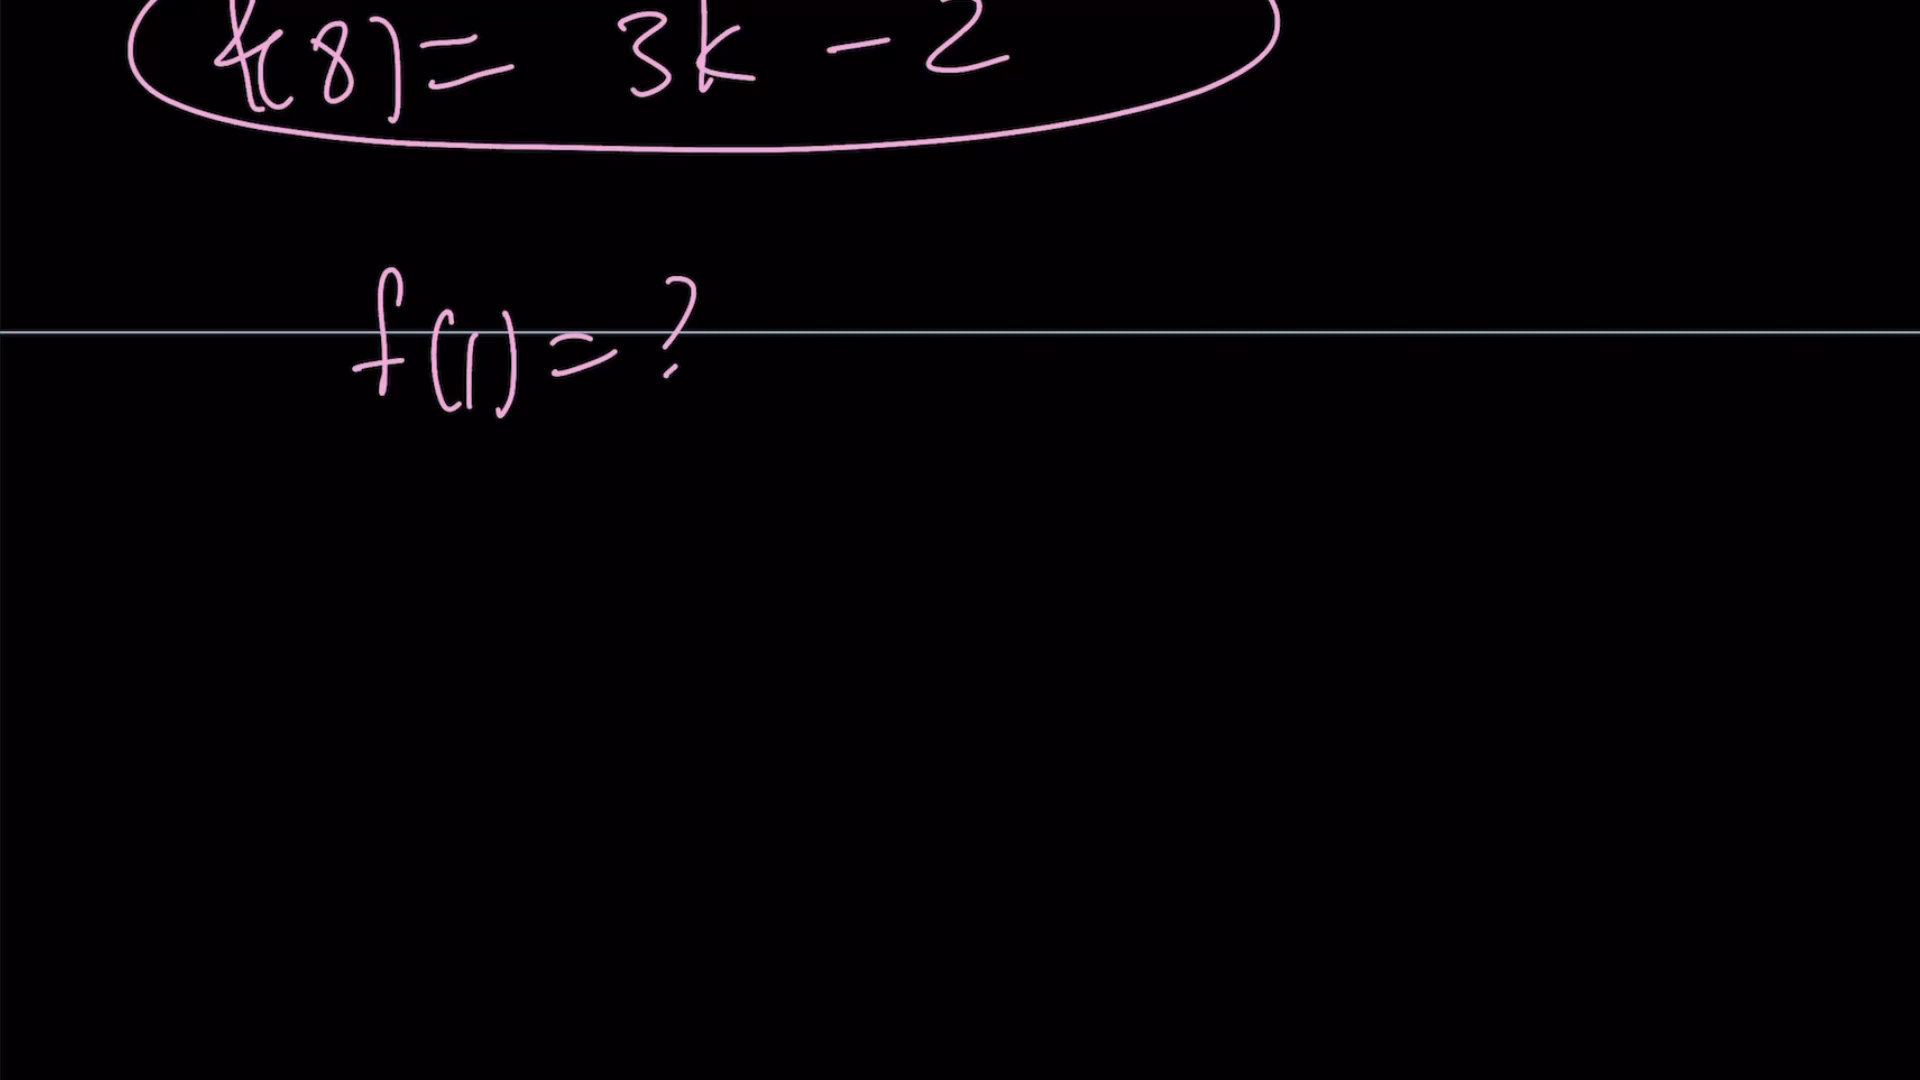 f(8) = 3k - 2
f(1) = ?